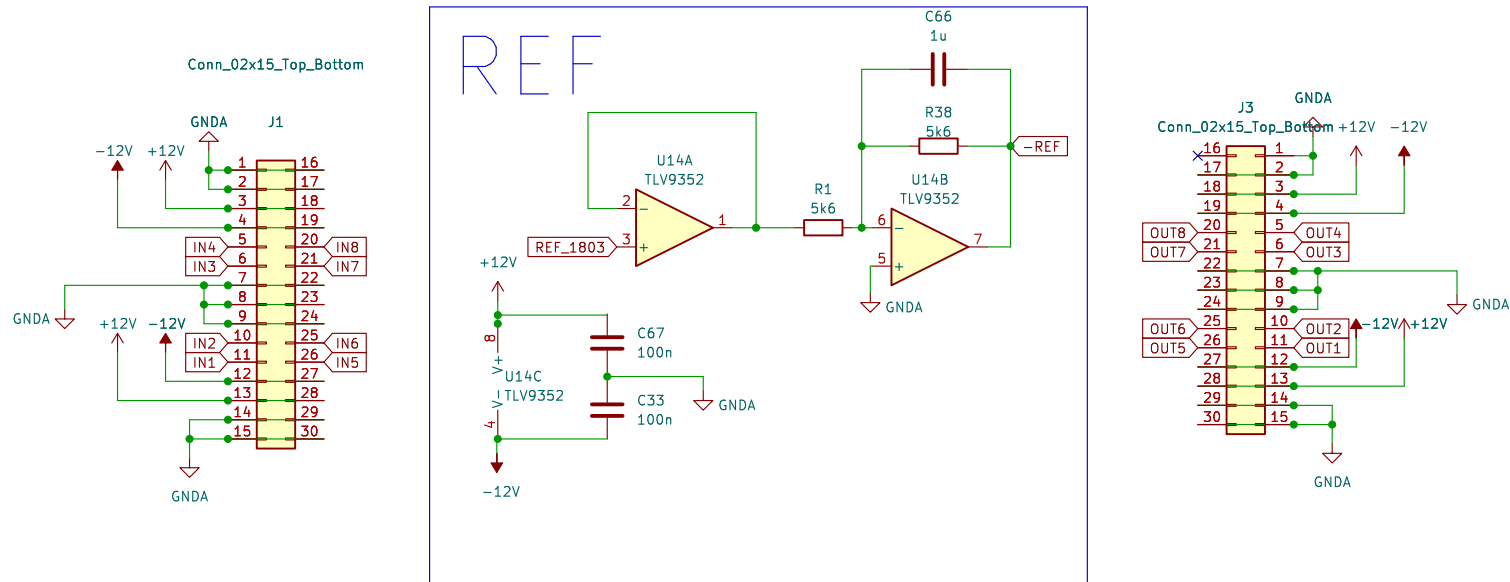 Conn_02x15_Top_Bottom
J1
GNDA
-12V
+12V
1 16
2 17
3 18
4 19
IN4 5 20 IN8
IN3 6 21 IN7
7 22
8 23
9 24
GNDA
+12V
-12V
IN2 10 25 IN6
IN1 11 26 IN5
12 27
13 28
14 29
15 30
GNDA
REF
C66
1u
R38
5k6
-REF
U14A
TLV9352
2
-
1
REF_1803
3
+
R1
5k6
U14B
TLV9352
6
-
7
5
+
GNDA
+12V
8
V+
C67
100n
U14C
TLV9352
GNDA
V-
4
C33
100n
-12V
J3
GNDA
Conn_02x15_Top_Bottom
+12V
-12V
16 1
17 2
18 3
19 4
OUT8 20 5 OUT4
OUT7 21 6 OUT3
22 7
23 8
24 9
GNDA
OUT6 25 10 OUT2
-12V
+12V
OUT5 26 11 OUT1
27 12
28 13
29 14
30 15
GNDA